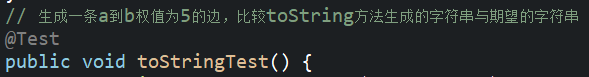 // 生成一条a到b权值为5的边，比较toString方法生成的字符串与期望的字符串
@Test
public void toStringTest() {